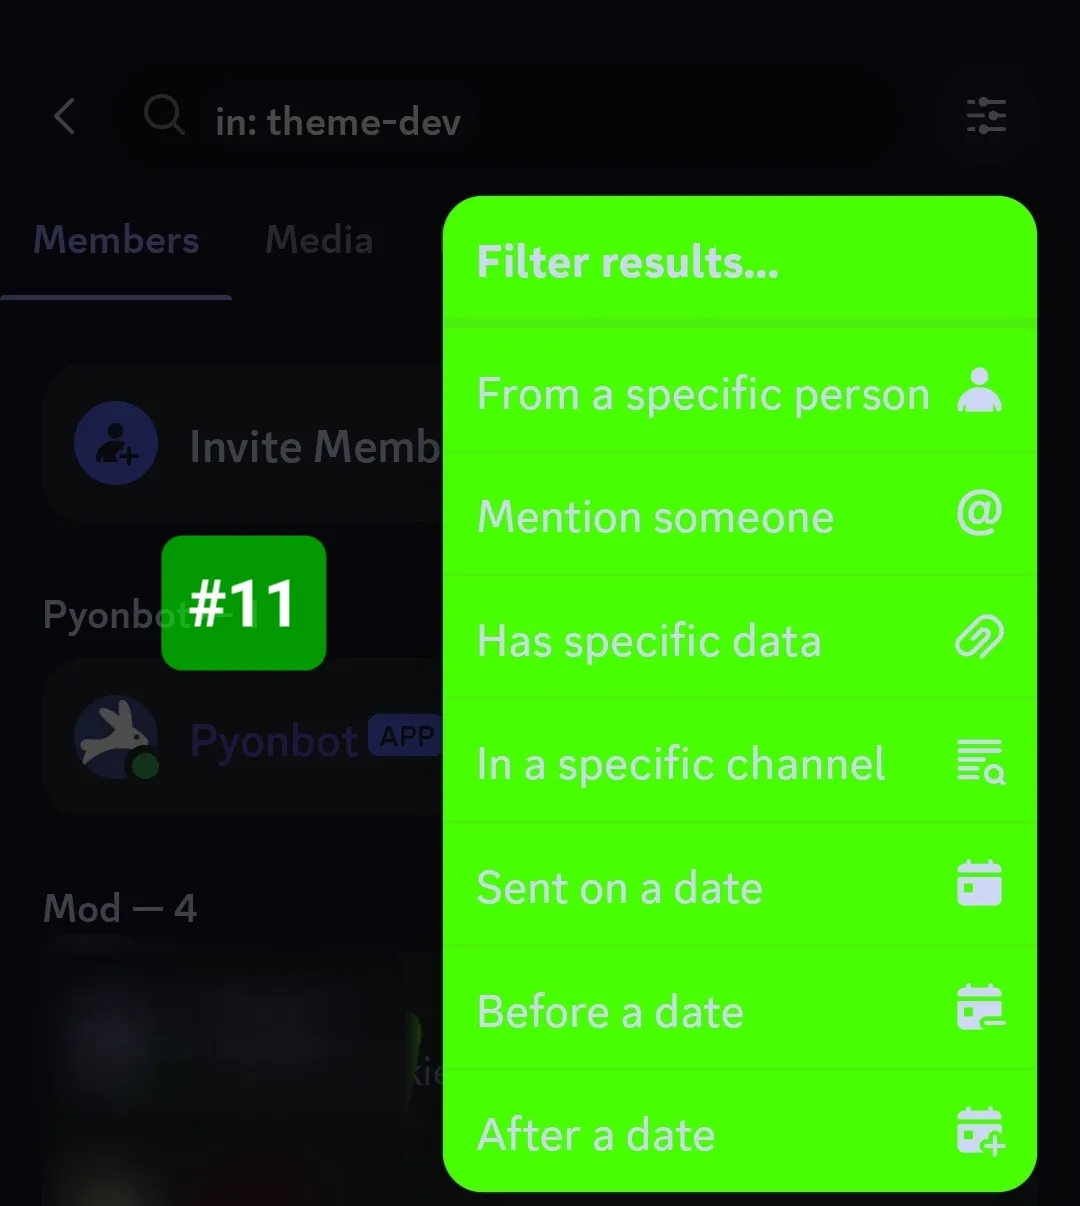 in: theme-dev
Members
Media
Filter results...
From a specific person
Invite Memb
Mention someone
@
#11
Pyonbot
Has specific data
Pyonbot
APP
In a specific channel
Sent on a date
Mod — 4
Before a date
After a date